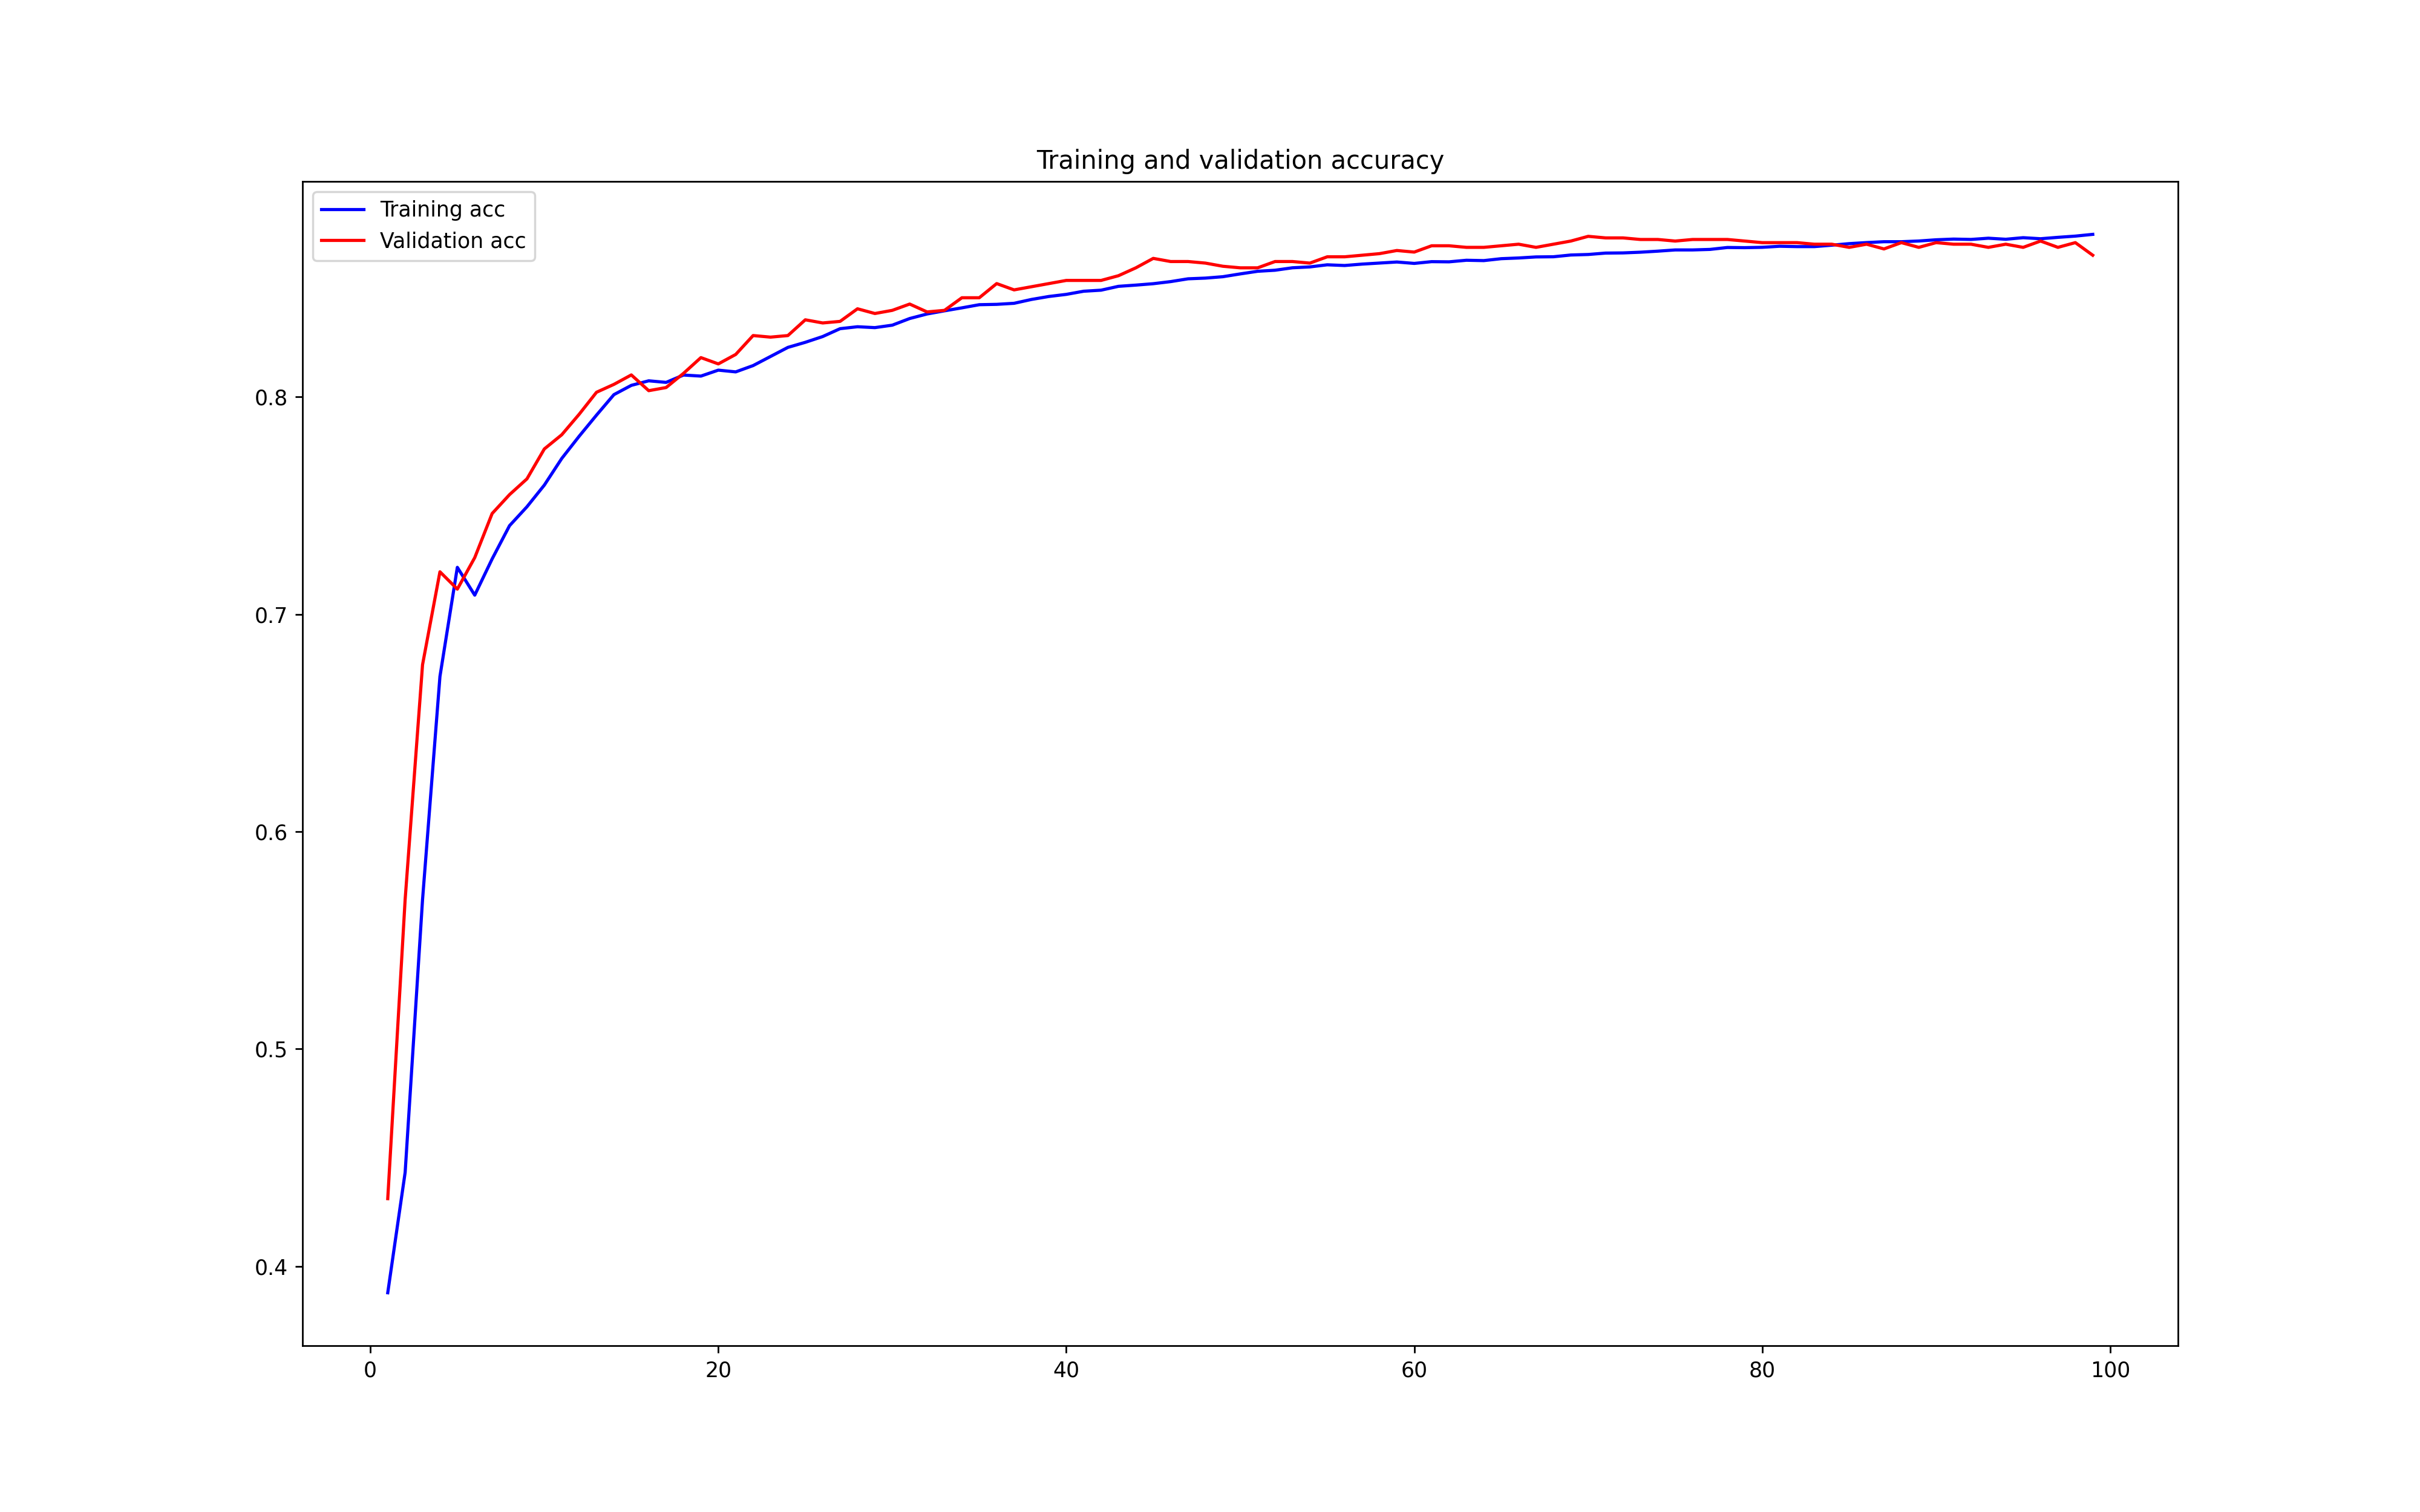 Training and validation accuracy
Training acc
Validation acc
0.8
0.7
0.6
0.5
0.4
0 20 40 60 80 100